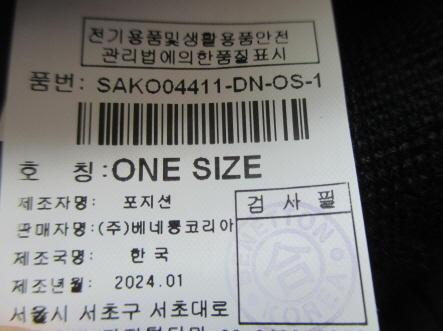 전기용품및생활용품안전
관리법에의한품질표시
품번: SAKO04411-DN-OS-1
호 칭:ONE SIZE
제조자명: 포지션
판매자명:(주)베네통코리아
제조국명: 한국
제조년월: 2024.01
검사필
BENETTON KOREA
서울시 서초구 서초대로